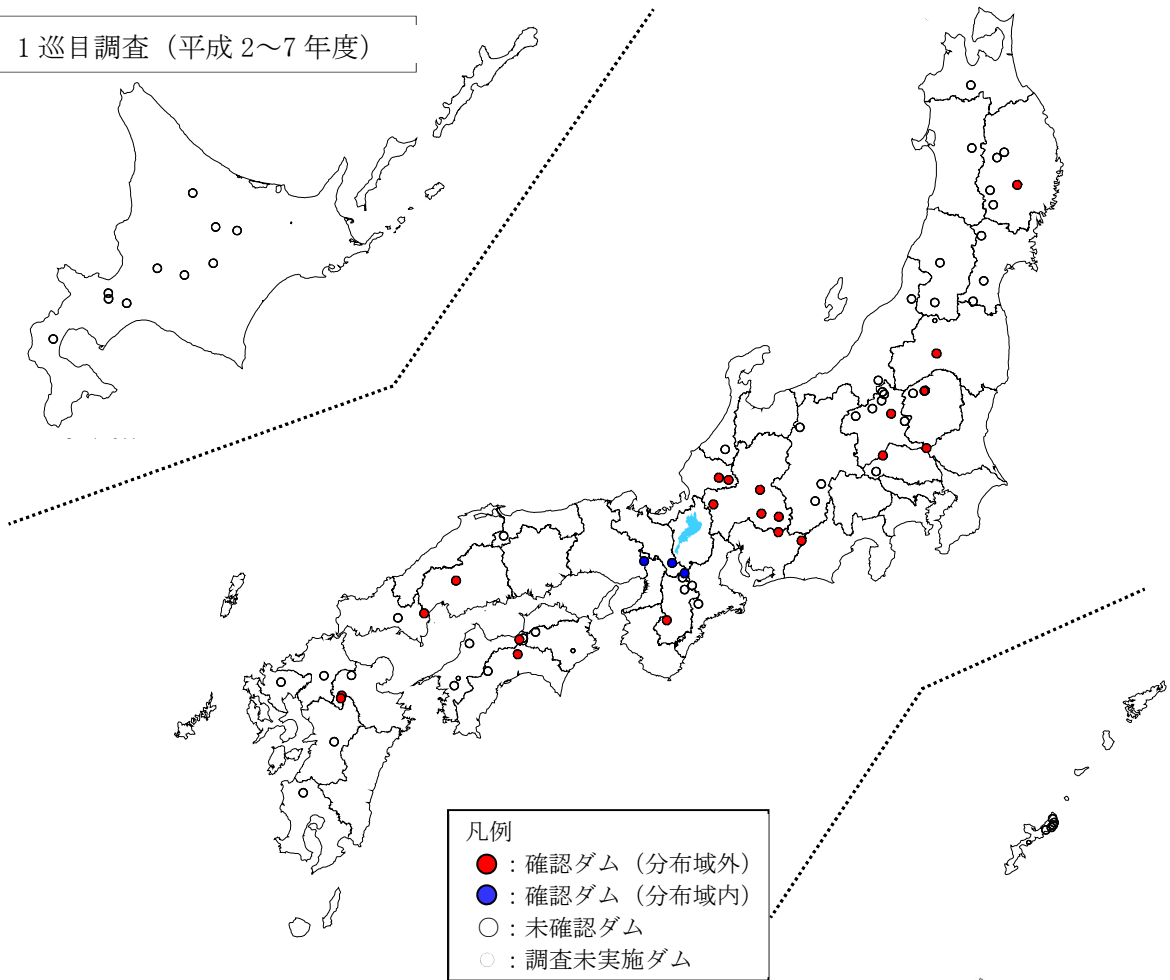 1巡目調査（平成 2～7 年度）
凡例
：確認ダム（分布域外）
：確認ダム（分布域内）
：未確認ダム
：調査未実施ダム